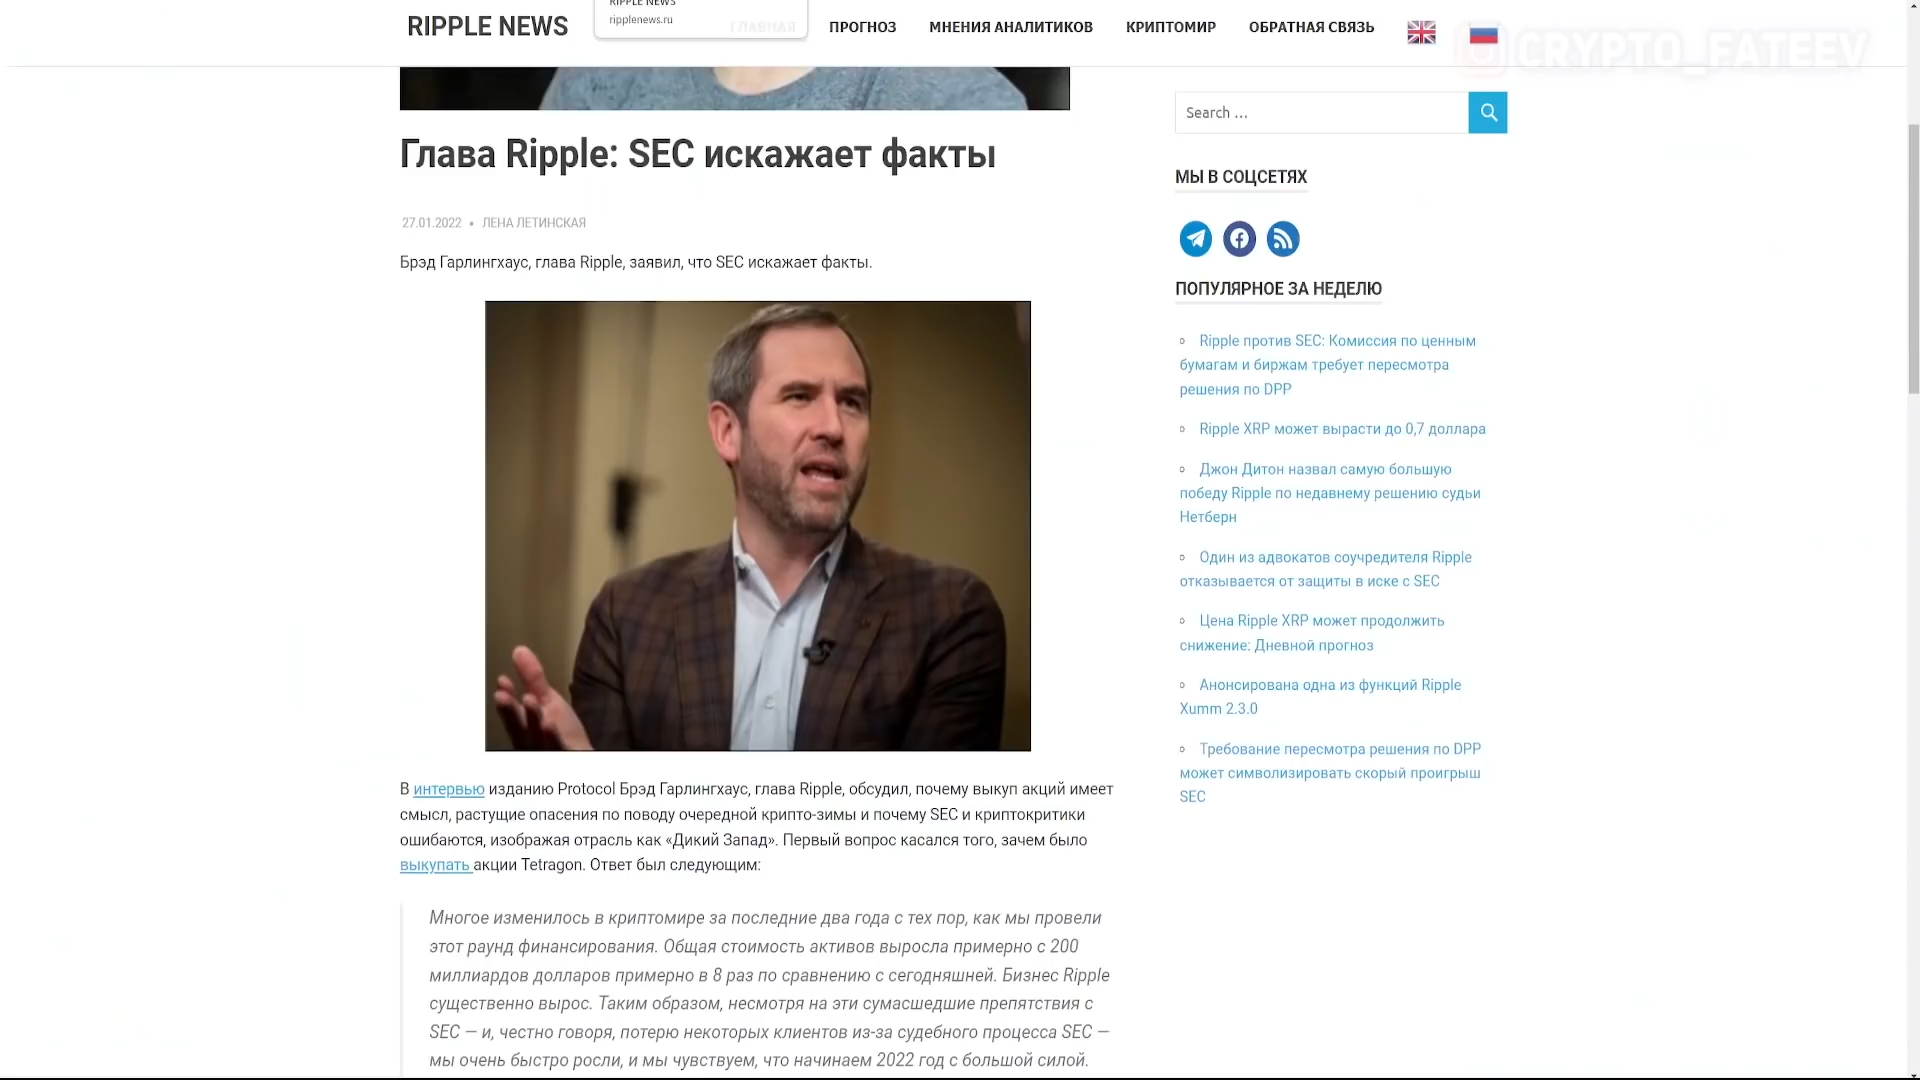 RIPPLE NEWS
RIPPLE NEWS
ripplenews.ru
ГЛАВНАЯ
ПРОГНОЗ
МНЕНИЯ АНАЛИТИКОВ
КРИПТОМИР
ОБРАТНАЯ СВЯЗЬ
CRYPTO_FATEEV
Search ...
Глава Ripple: SEC искажает факты
27.01.2022 • ЛЕНА ЛЕТИНСКАЯ
Брэд Гарлингхаус, глава Ripple, заявил, что SEC искажает факты.
В интервью изданию Protocol Брэд Гарлингхаус, глава Ripple, обсудил, почему выкуп акций имеет
смысл, растущие опасения по поводу очередной крипто-зимы и почему SEC и криптокритики
ошибаются, изображая отрасль как «Дикий Запад». Первый вопрос касался того, зачем было
выкупать акции Tetragon. Ответ был следующим:
Многое изменилось в криптомире за последние два года с тех пор, как мы провели
этот раунд финансирования. Общая стоимость активов выросла примерно с 200
миллиардов долларов примерно в 8 раз по сравнению с сегодняшней. Бизнес Ripple
существенно вырос. Таким образом, несмотря на эти сумасшедшие препятствия с
SEC — и, честно говоря, потерю некоторых клиентов из-за судебного процесса SEC —
мы очень быстро росли, и мы чувствуем, что начинаем 2022 год с большой силой.
МЫ В СОЦСЕТЯХ
ПОПУЛЯРНОЕ ЗА НЕДЕЛЮ
Ripple против SEC: Комиссия по ценным
бумагам и биржам требует пересмотра
решения по DPP
Ripple XRP может вырасти до 0,7 доллара
Джон Дитон назвал самую большую
победу Ripple по недавнему решению судьи
Нетберн
Один из адвокатов соучредителя Ripple
отказывается от защиты в иске с SEC
Цена Ripple XRP может продолжить
снижение: Дневной прогноз
Анонсирована одна из функций Ripple
Xumm 2.3.0
Требование пересмотра решения по DPP
может символизировать скорый проигрыш
SEC